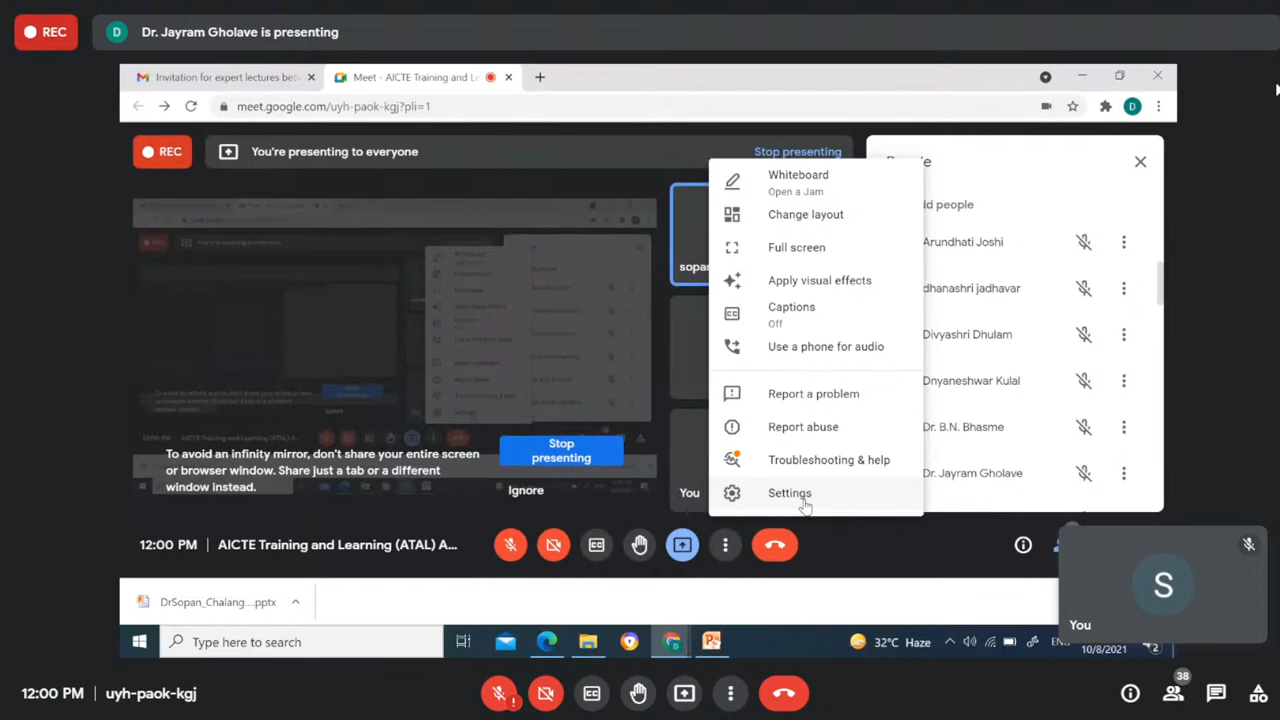 REC
D
Dr. Jayram Gholave is presenting
Invitation for expert lectures betw
Meet - AICTE Training and Le
meet.google.com/uyh-paok-kgj?pli=1
D
REC
You're presenting to everyone
Stop presenting
Whiteboard
Open a Jam
Change layout
Full screen
Apply visual effects
Captions
Off
Use a phone for audio
Report a problem
Report abuse
Troubleshooting & help
Settings
dd people
Arundhati Joshi
dhanashri jadhavar
Divyashri Dhulam
Dnyaneshwar Kulal
Dr. B.N. Bhasme
Dr. Jayram Gholave
sopan
You
To avoid an infinity mirror, don't share your entire screen
or browser window. Share just a tab or a different
window instead.
Stop
presenting
Ignore
12:00 PM
AICTE Training and Learning (ATAL) A...
S
You
DrSopan_Chalang....pptx
Type here to search
32°C Haze
ENG
10/8/2021
2
12:00 PM
uyh-paok-kgj
38